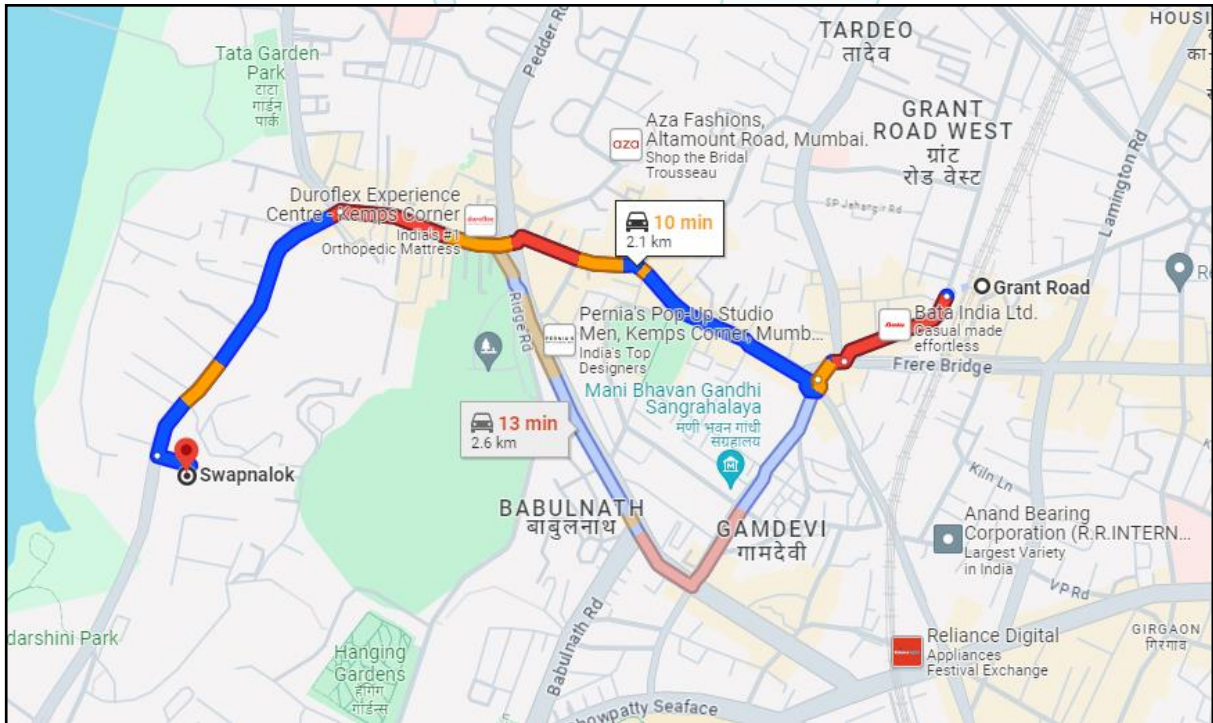 TARDEO
तादेव
HOUSI
का-
Pedder Rd
Tata Garden
Park
टाटा
गार्डन
पार्क
aza
Aza Fashions,
Altamount Road, Mumbai.
Shop the Bridal
Trousseau
GRANT
ROAD WEST
ग्रांट
रोड वेस्ट
Lamington Rd
SP Jehangir Rd
Duroflex Experience
Centre - Kemps Corner
India's #1
Orthopedic Mattress
duroflex
10 min
2.1 km
Grant Road
Bata India Ltd.
Casual made
effortless
Frere Bridge
Ridge Rd
Pernia's Pop-Up Studio
Men, Kemps Corner, Mumb...
India's Top
Designers
Mani Bhavan Gandhi
Sangrahalaya
मणी भवन गांधी
संग्रहालय
13 min
2.6 km
Swapnalok
Kiln Ln
BABULNATH
बाबुलनाथ
GAMDEVI
गामदेवी
Anand Bearing
Corporation (R.R.INTERN...
Largest Variety
in India
VP Rd
Babulnath Rd
darshini Park
Hanging
Gardens
हँगिंग
गार्डन्स
GIRGAON
गिरगाव
Reliance Digital
Appliances
Festival Exchange
howpatty Seaface